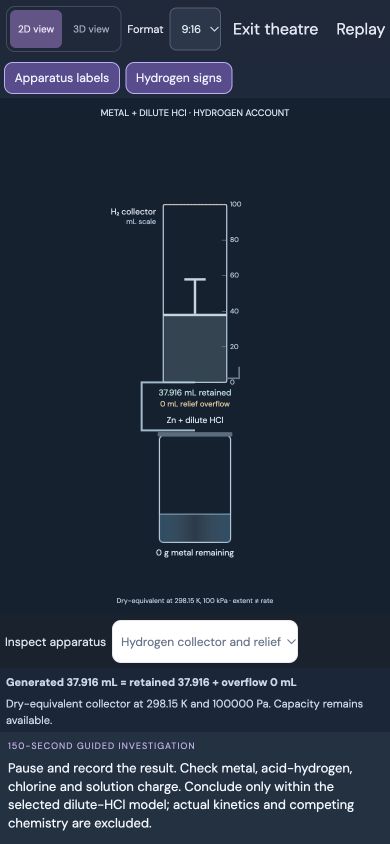 2D view 3D view Format 9:16 Exit theatre Replay
Apparatus labels Hydrogen signs
METAL + DILUTE HCl · HYDROGEN ACCOUNT
H₂ collector
mL scale
100
80
60
40
20
0
37.916 mL retained
0 mL relief overflow
Zn + dilute HCl
0 g metal remaining
Dry-equivalent at 298.15 K, 100 kPa · extent ≠ rate
Inspect apparatus Hydrogen collector and relief
Generated 37.916 mL = retained 37.916 + overflow 0 mL
Dry-equivalent collector at 298.15 K and 100000 Pa. Capacity remains
available.
150-SECOND GUIDED INVESTIGATION
Pause and record the result. Check metal, acid-hydrogen,
chlorine and solution charge. Conclude only within the
selected dilute-HCl model; actual kinetics and competing
chemistry are excluded.